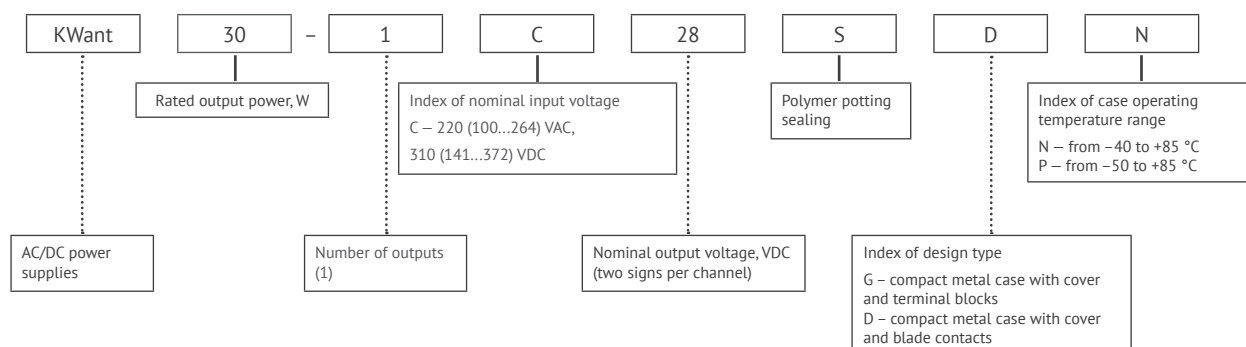 KWant 30 – 1 C 28 S D N
Rated output power, W
Index of nominal input voltage
C – 220 (100...264) VAC,
310 (141...372) VDC
Polymer potting
sealing
Index of case operating
temperature range
N – from –40 to +85 °C
P – from –50 to +85 °C
AC/DC power
supplies
Number of outputs
(1)
Nominal output voltage, VDC
(two signs per channel)
Index of design type
G – compact metal case with cover
and terminal blocks
D – compact metal case with cover
and blade contacts